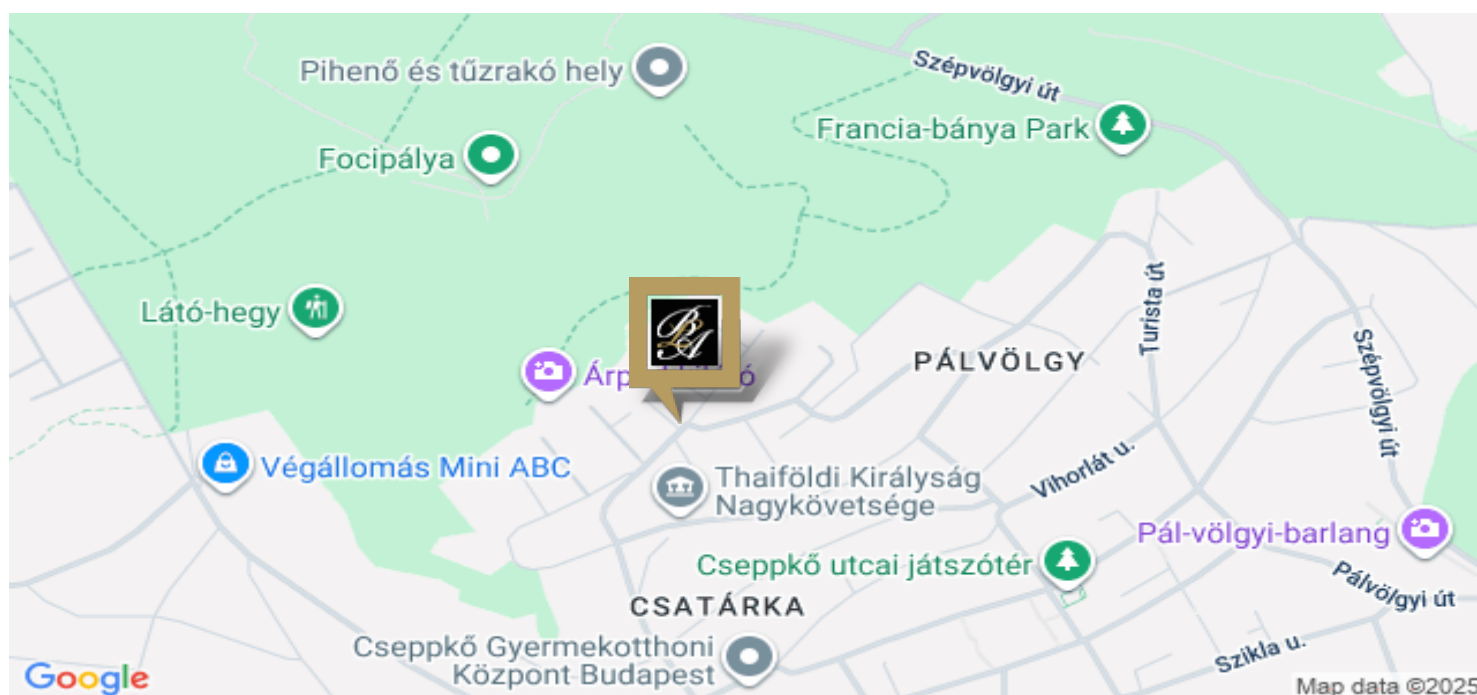 Szépvölgyi út
Pihenő és tűzrakó hely
Francia-bánya Park
Focipálya
Turista út
Látó-hegy
PÁLVÖLGY
Szépvölgyi út
Végállomás Mini ABC
Thaiföldi Királyság
Nagykövetsége
Vihorlát u.
Pál-völgyi-barlang
Cseppkő utcai játszótér
Pálvölgyi út
CSATÁRKA
Cseppkő Gyermekotthoni
Központ Budapest
Szikla u.
Google
Map data ©2025